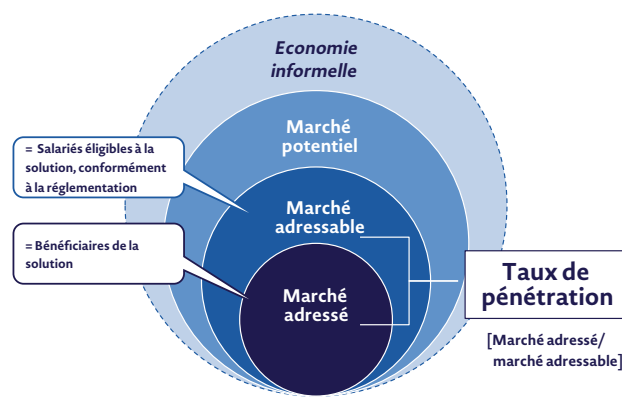 Economie
informelle
Marché
potentiel
= Salariés éligibles à la
solution, conformément
à la réglementation
Marché
adressable
= Bénéficiaires de la
solution
Marché
adressé
Taux de
pénétration
[Marché adressé/
marché adressable]